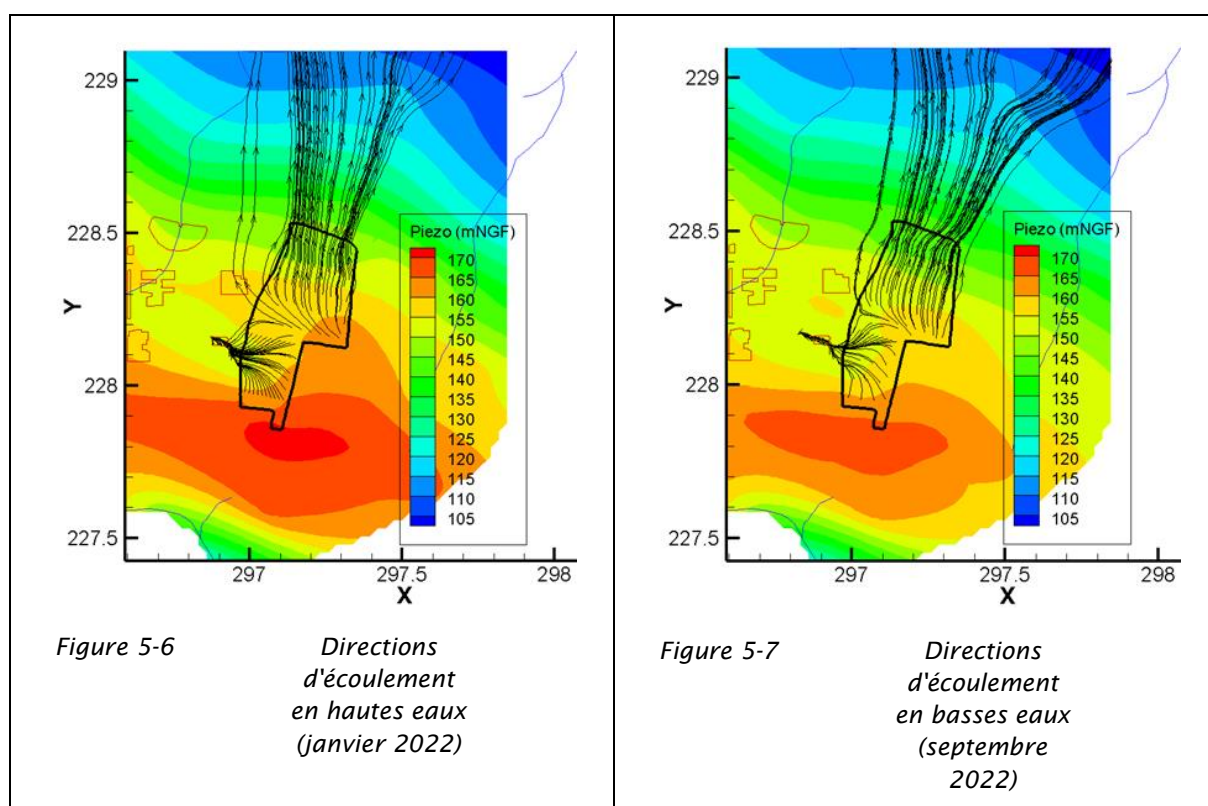 229
228.5
228
227.5
Y
297
297.5
298
X
Piezo (mNGF)
170
165
160
155
150
145
140
135
130
125
120
115
110
105
Figure 5-6
Directions
d'écoulement
en hautes eaux
(janvier 2022)
229
228.5
228
227.5
Y
297
297.5
298
X
Piezo (mNGF)
170
165
160
155
150
145
140
135
130
125
120
115
110
105
Figure 5-7
Directions
d'écoulement
en basses eaux
(septembre
2022)